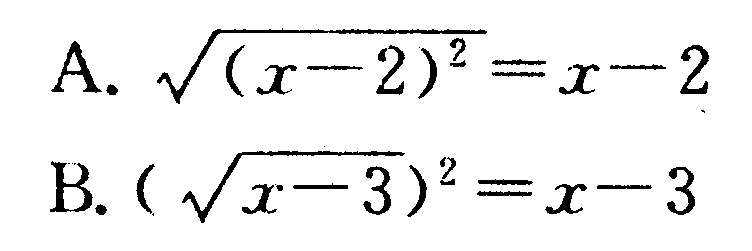 A. √(x−2)² = x−2
B. (√x−3)² = x−3